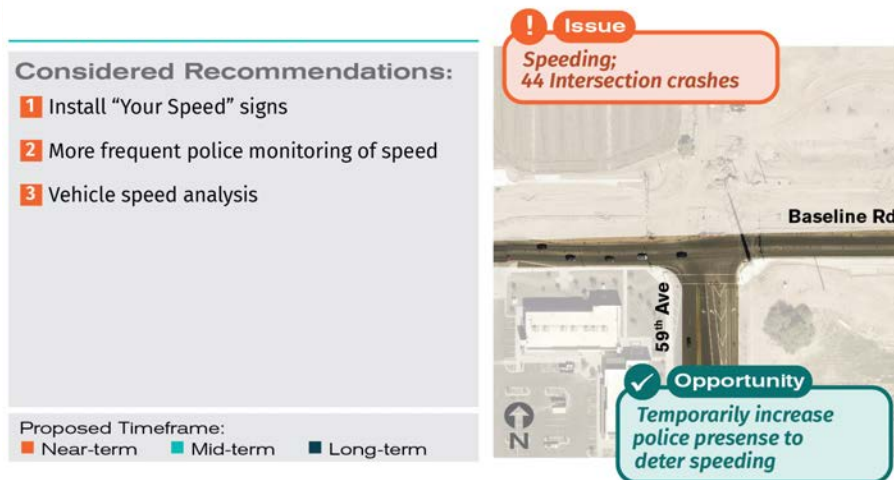 Considered Recommendations:
1 Install “Your Speed” signs
2 More frequent police monitoring of speed
3 Vehicle speed analysis
Proposed Timeframe:
Near-term Mid-term Long-term
! Issue
Speeding;
44 Intersection crashes
Baseline Rd
59th Ave
N
Opportunity
Temporarily increase
police presense to
deter speeding